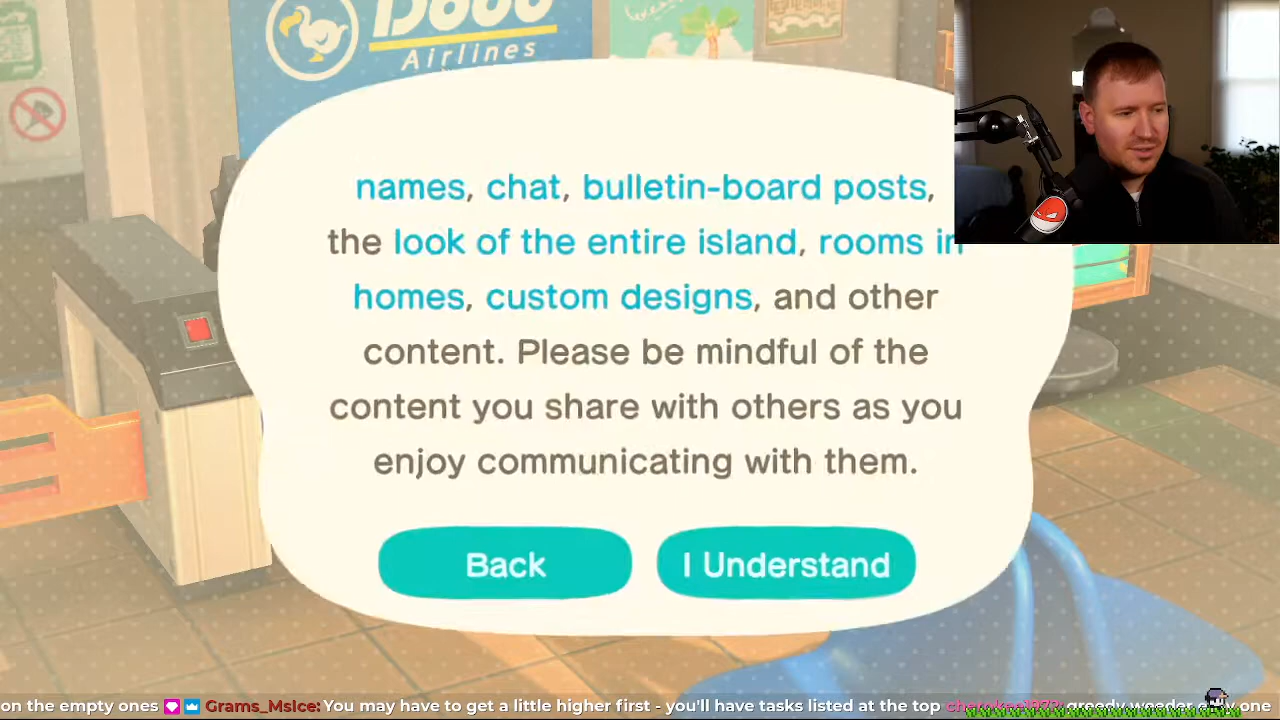 Dodo
Airlines
names, chat, bulletin-board posts,
the look of the entire island, rooms in
homes, custom designs, and other
content. Please be mindful of the
content you share with others as you
enjoy communicating with them.
Back
I Understand
on the empty ones Grams_MsIce: You may have to get a little higher first - you'll have tasks listed at the top